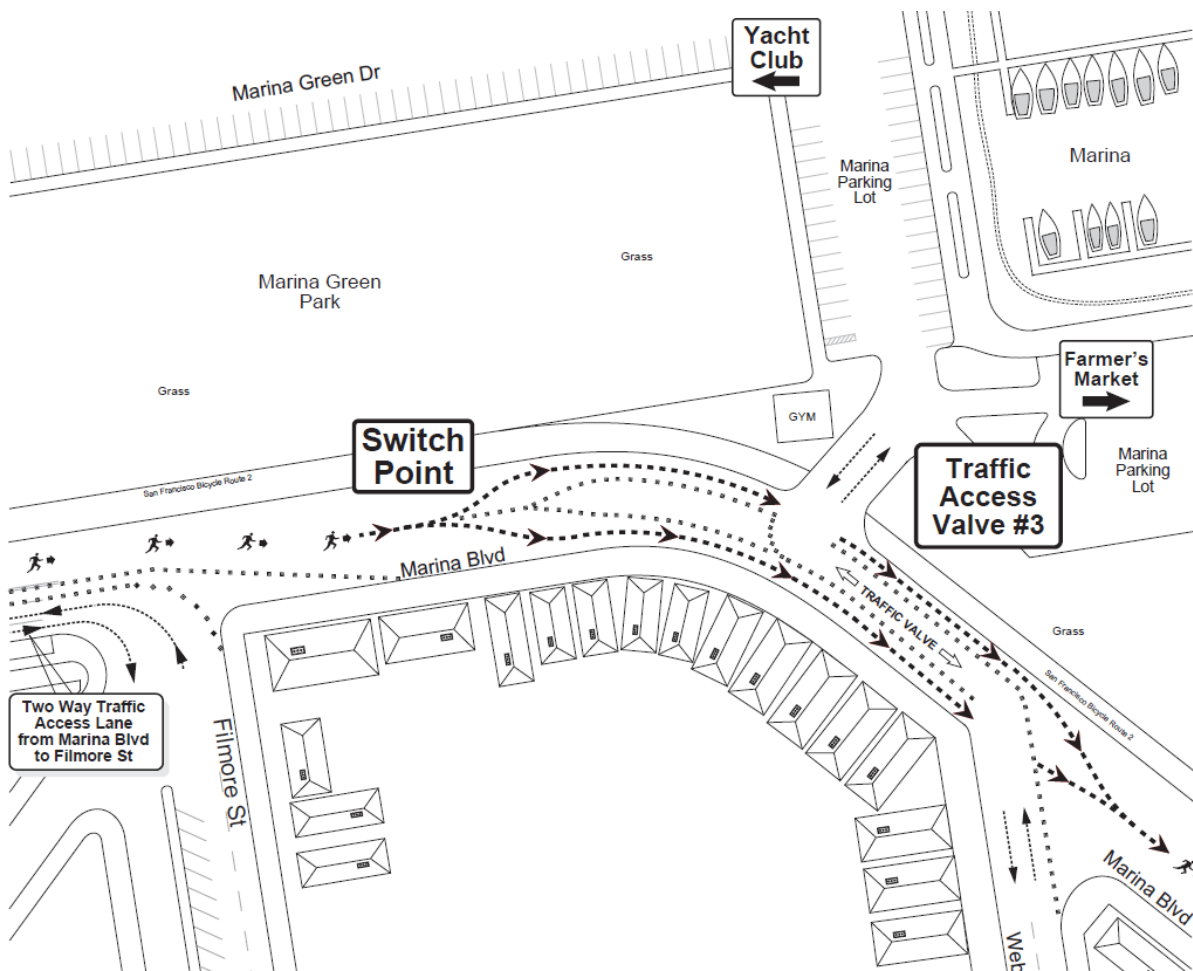 Yacht
Club
Marina Green Dr
Marina
Marina
Parking
Lot
Grass
Marina Green
Park
Farmer's
Market
Grass
GYM
Switch
Point
Traffic
Access
Valve #3
Marina
Parking
Lot
San Francisco Bicycle Route 2
Marina Blvd
TRAFFIC VALVE
Grass
San Francisco Bicycle Route 2
Two Way Traffic
Access Lane
from Marina Blvd
to Filmore St
Filmore St
Marina Blvd
Web